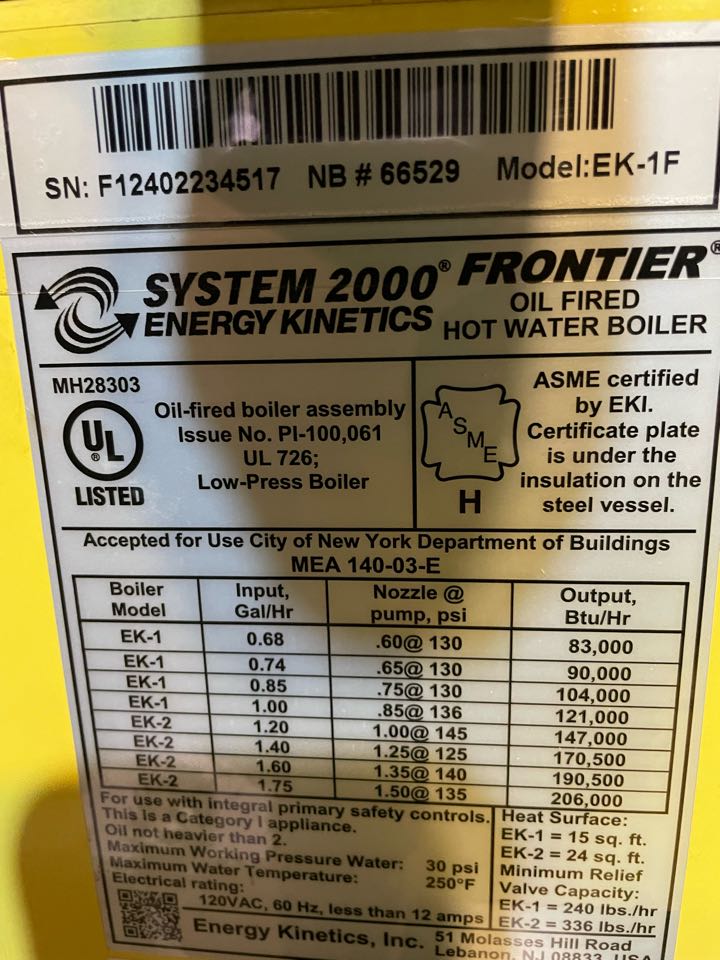 SN: F12402234517 NB # 66529 Model:EK-1F
SYSTEM 2000® FRONTIER®
ENERGY KINETICS
OIL FIRED
HOT WATER BOILER
MH28303
UL ®
LISTED
Oil-fired boiler assembly
Issue No. PI-100,061
UL 726;
Low-Press Boiler
ASME
H
ASME certified
by EKI.
Certificate plate
is under the
insulation on the
steel vessel.
Accepted for Use City of New York Department of Buildings
MEA 140-03-E
Boiler Model Input, Gal/Hr Nozzle @ pump, psi Output, Btu/Hr
EK-1 0.68 .60@ 130 83,000
EK-1 0.74 .65@ 130 90,000
EK-1 0.85 .75@ 130 104,000
EK-1 1.00 .85@ 136 121,000
EK-2 1.20 1.00@ 145 147,000
EK-2 1.40 1.25@ 125 170,500
EK-2 1.60 1.35@ 140 190,500
EK-2 1.75 1.50@ 135 206,000
For use with integral primary safety controls.
This is a Category I appliance.
Oil not heavier than 2.
Maximum Working Pressure Water: 30 psi
Maximum Water Temperature: 250°F
Electrical rating:
120VAC, 60 Hz, less than 12 amps
Heat Surface:
EK-1 = 15 sq. ft.
EK-2 = 24 sq. ft.
Minimum Relief
Valve Capacity:
EK-1 = 240 lbs./hr
EK-2 = 336 lbs./hr
Energy Kinetics, Inc. 51 Molasses Hill Road
Lebanon, NJ 08833 USA